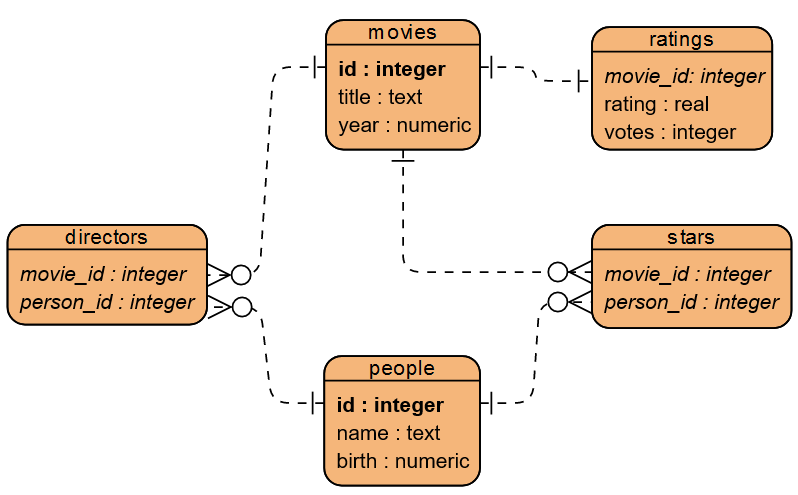 movies
id : integer
title : text
year : numeric
ratings
movie_id: integer
rating : real
votes : integer
directors
movie_id : integer
person_id : integer
stars
movie_id : integer
person_id : integer
people
id : integer
name : text
birth : numeric